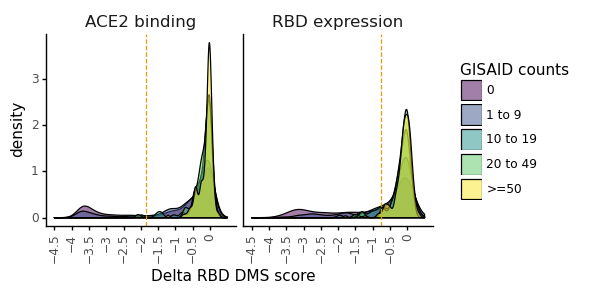 ACE2 binding RBD expression
GISAID counts
0
1 to 9
10 to 19
20 to 49
>=50
density
3
2
1
0
−4.5 −4 −3.5 −3 −2.5 −2 −1.5 −1 −0.5 0 −4.5 −4 −3.5 −3 −2.5 −2 −1.5 −1 −0.5 0
Delta RBD DMS score